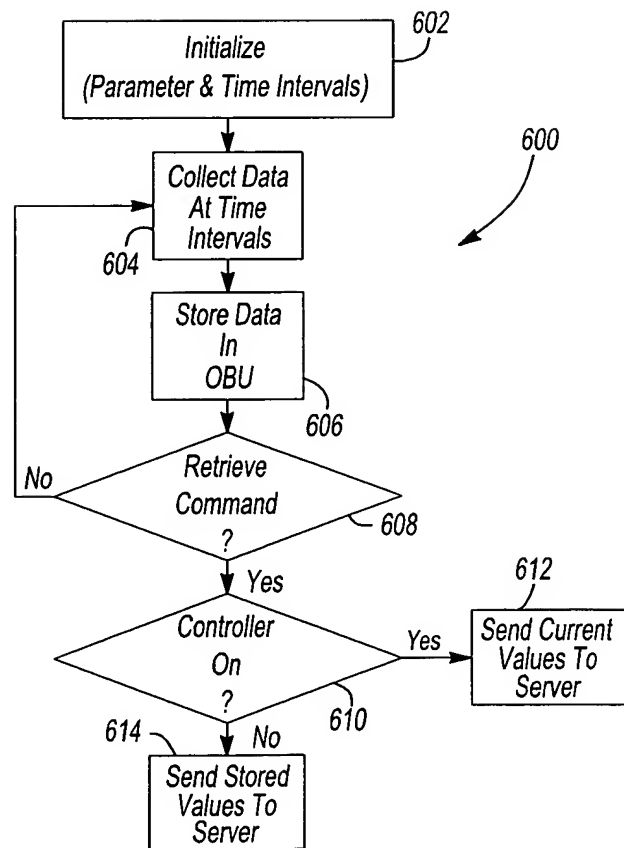 602
Initialize
(Parameter & Time Intervals)
600
Collect Data
At Time
Intervals
604
Store Data
In
OBU
606
No
Retrieve
Command
?
608
Yes
612
Controller
On
?
Yes
Send Current
Values To
Server
610
614
No
Send Stored
Values To
Server